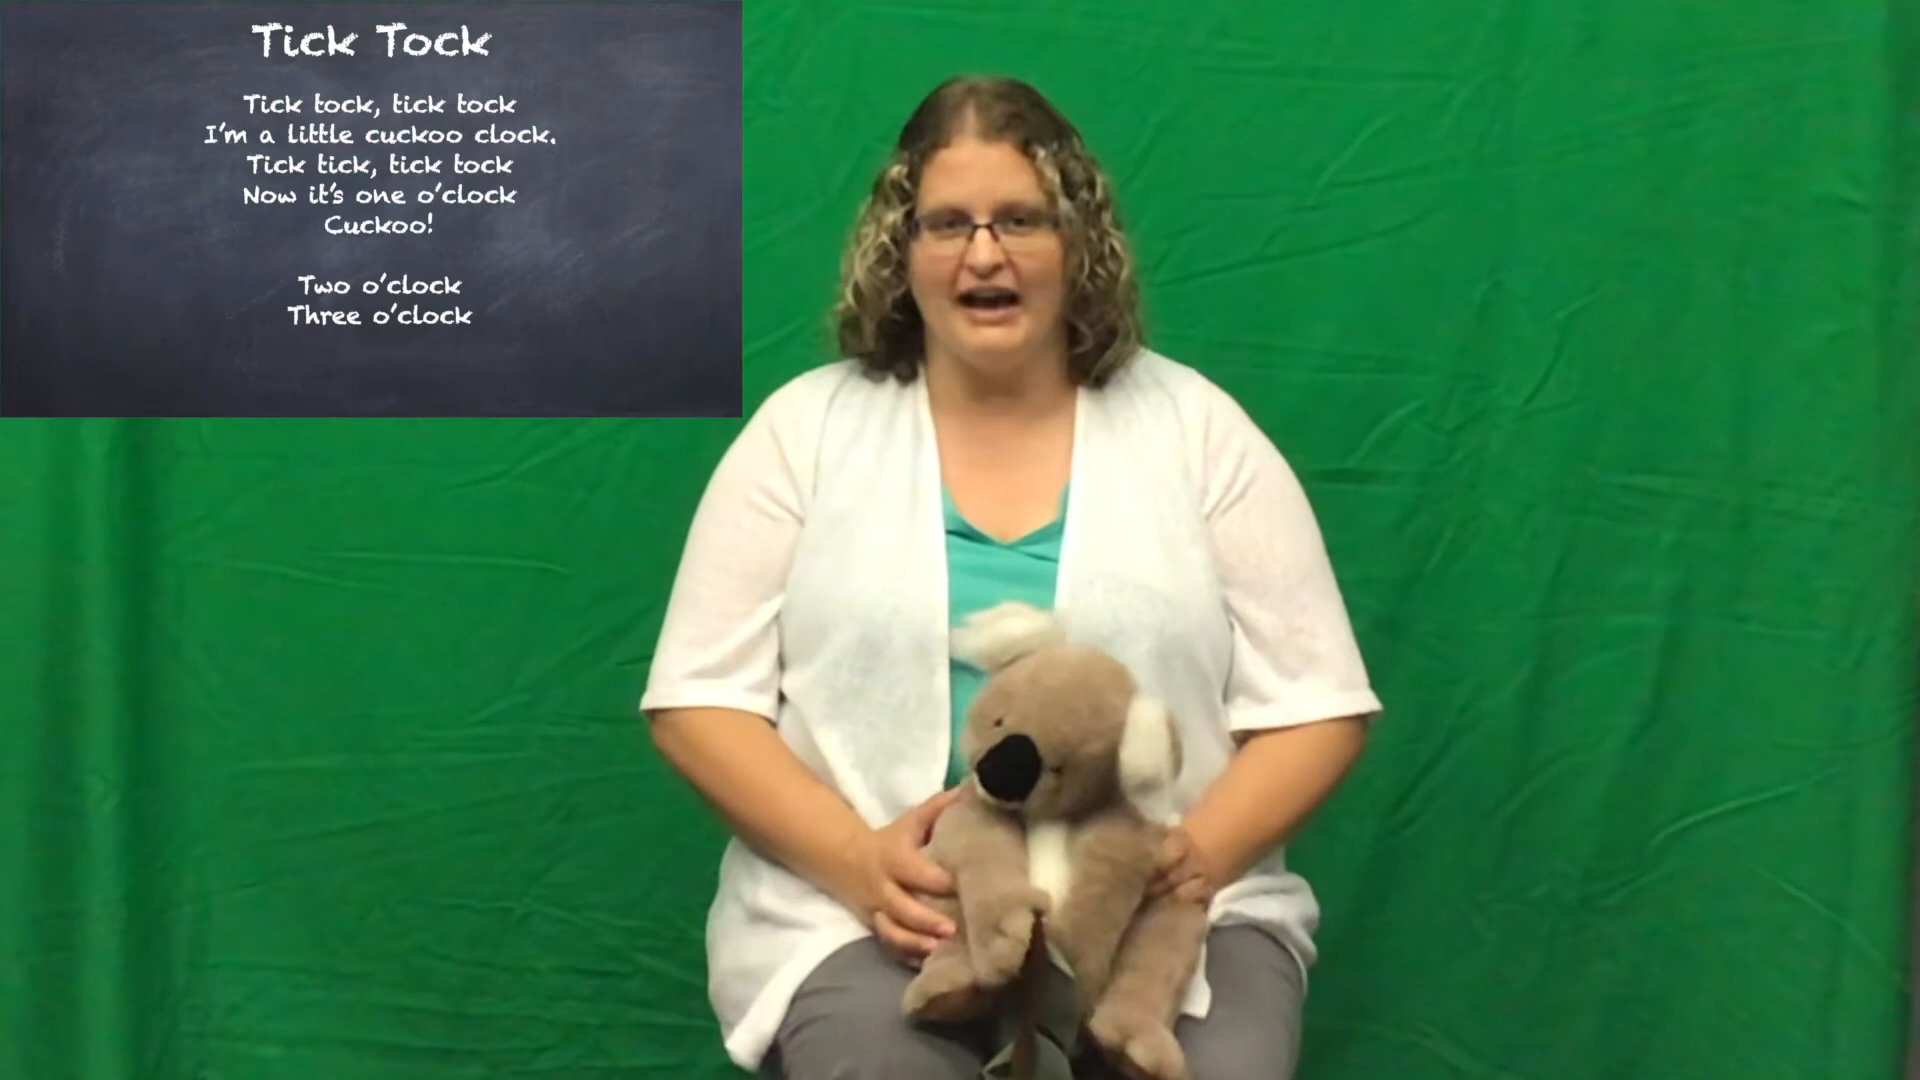 Tick Tock
Tick tock, tick tock
I'm a little cuckoo clock.
Tick tick, tick tock
Now it's one o'clock
Cuckoo!
Two o'clock
Three o'clock